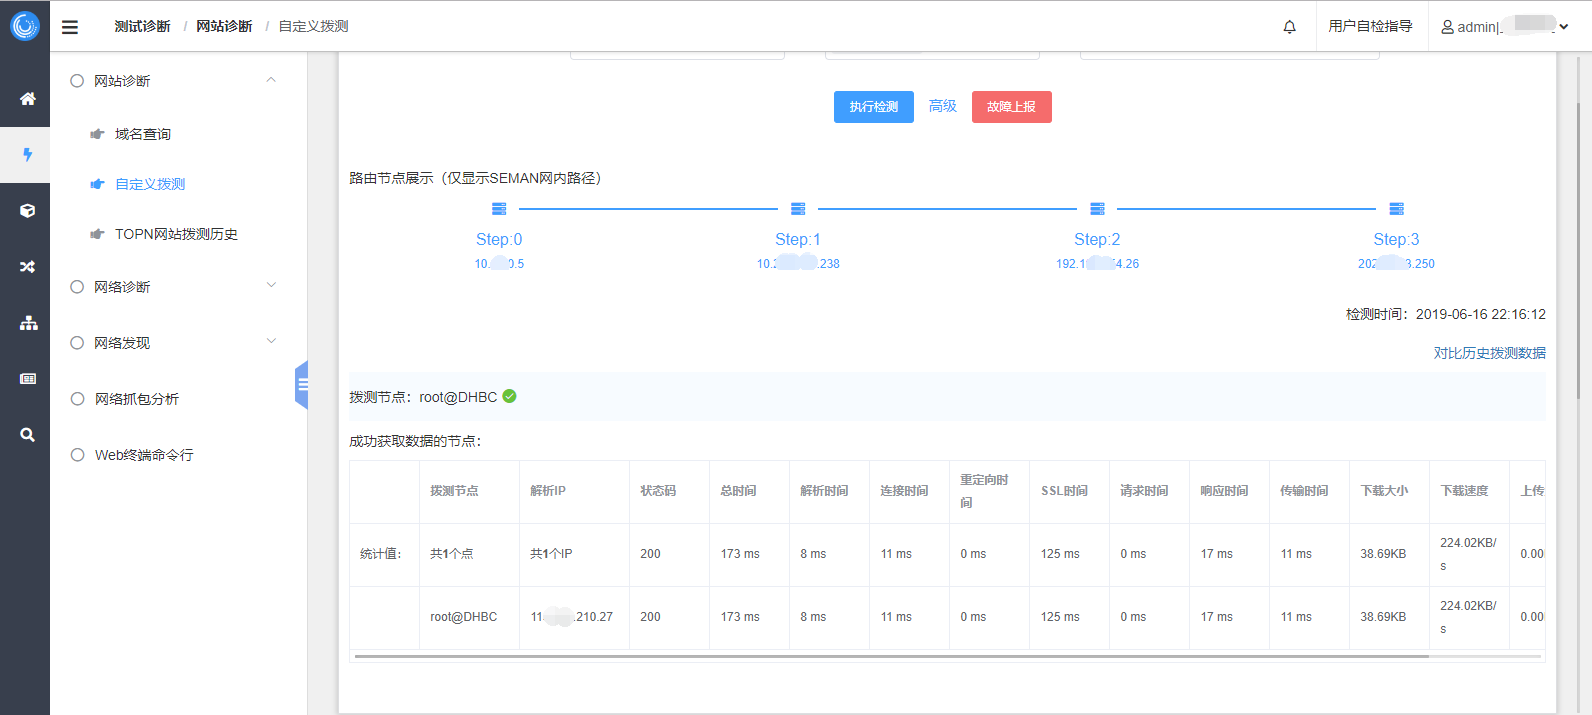 测试诊断 / 网站诊断 / 自定义拨测
用户自检指导
admin|
网站诊断
域名查询
自定义拨测
TOPN网站拨测历史
网络诊断
网络发现
网络抓包分析
Web终端命令行
执行检测 高级 故障上报
路由节点展示（仅显示SEMAN网内路径）
Step:0 Step:1 Step:2 Step:3
10. 0.5 10.2 .238 192.1 4.26 202 3.250
检测时间：2019-06-16 22:16:12
对比历史拨测数据
拨测节点：root@DHBC
成功获取数据的节点：
拨测节点 解析IP 状态码 总时间 解析时间 连接时间 重定向时间 SSL时间 请求时间 响应时间 传输时间 下载大小 下载速度 上传
统计值： 共1个点 共1个IP 200 173 ms 8 ms 11 ms 0 ms 125 ms 0 ms 17 ms 11 ms 38.69KB 224.02KB/s 0.00
root@DHBC 11 .210.27 200 173 ms 8 ms 11 ms 0 ms 125 ms 0 ms 17 ms 11 ms 38.69KB 224.02KB/s 0.00